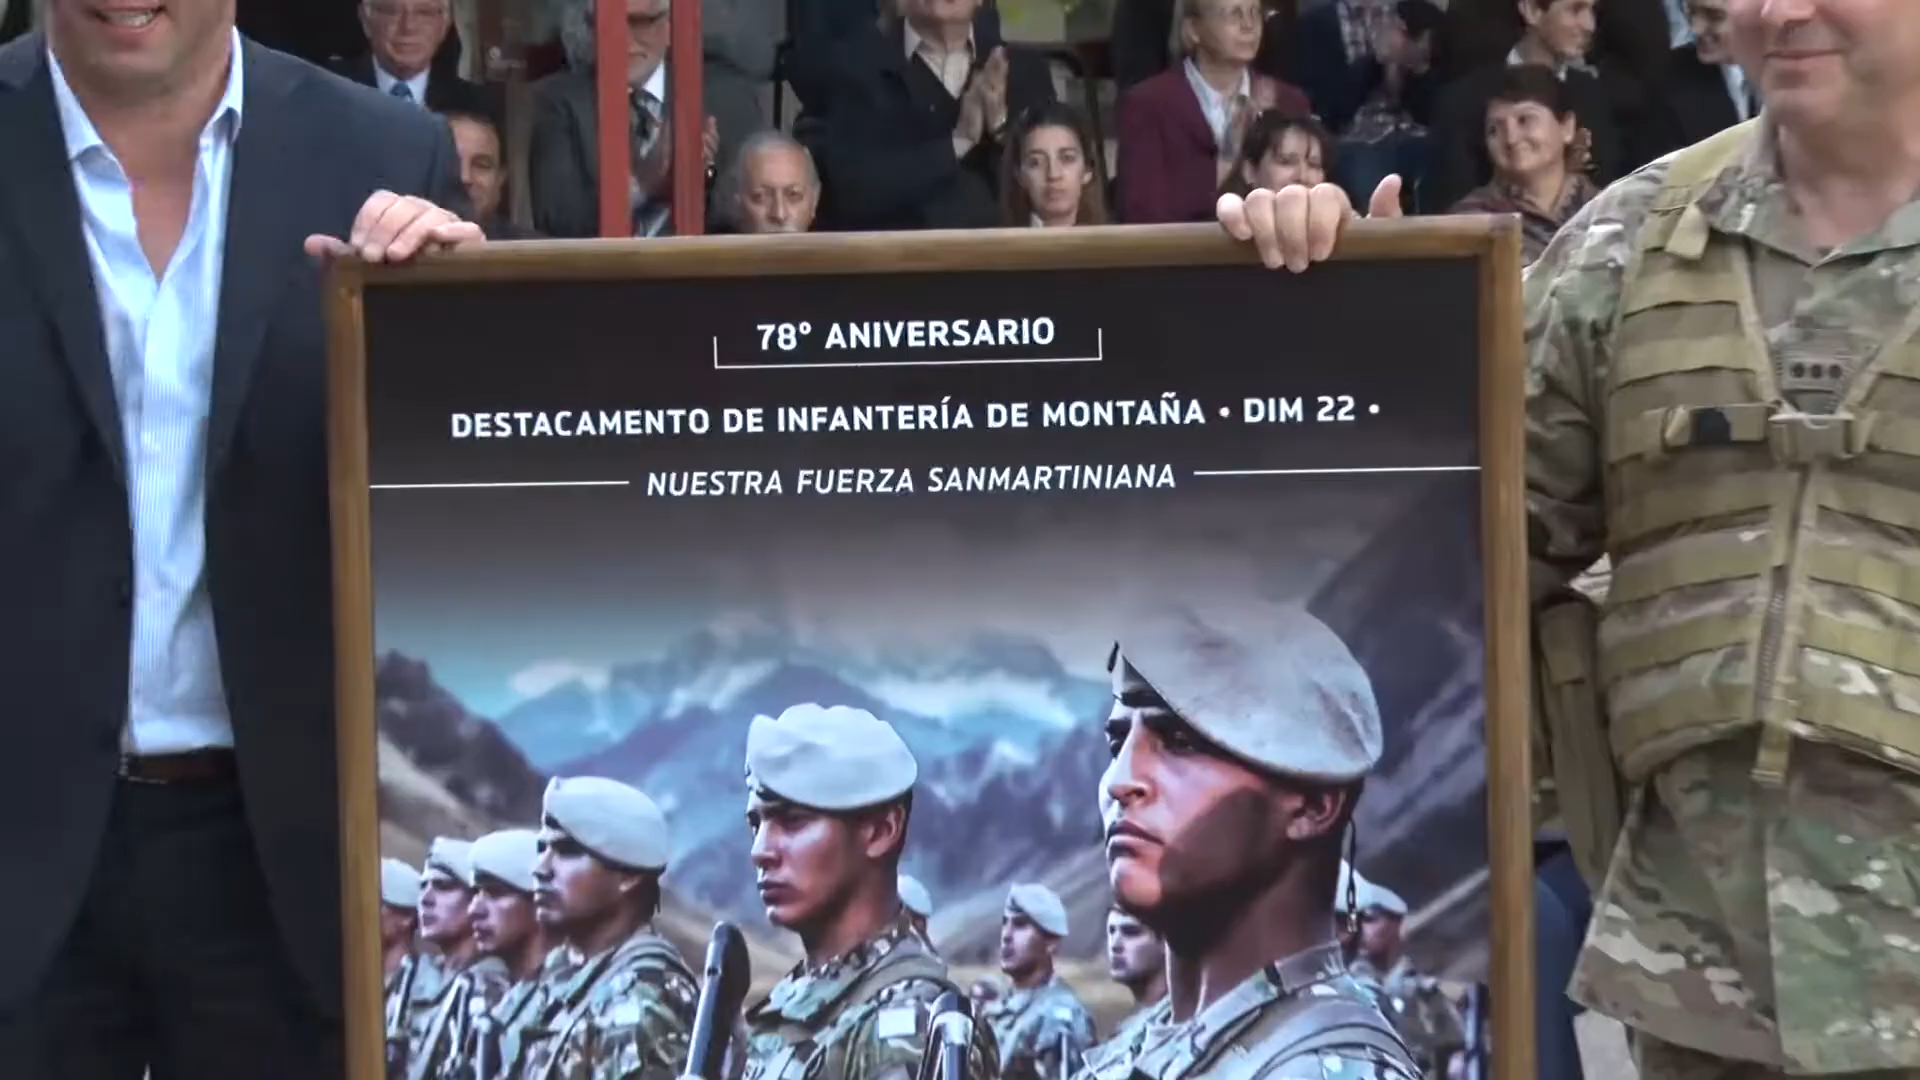 78° ANIVERSARIO
DESTACAMENTO DE INFANTERÍA DE MONTAÑA • DIM 22 •
NUESTRA FUERZA SANMARTINIANA